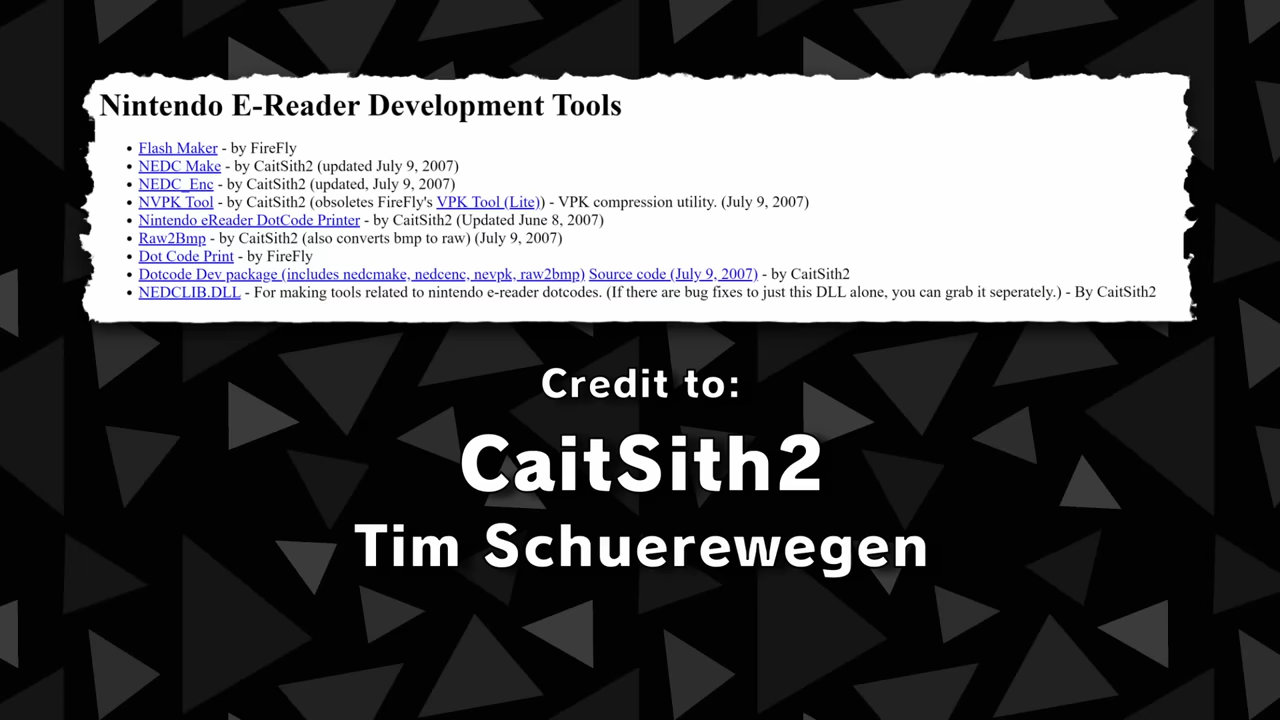 Nintendo E-Reader Development Tools
• Flash Maker - by FireFly
• NEDC Make - by CaitSith2 (updated July 9, 2007)
• NEDC_Enc - by CaitSith2 (updated, July 9, 2007)
• NVPK Tool - by CaitSith2 (obsoletes FireFly's VPK Tool (Lite)) - VPK compression utility. (July 9, 2007)
• Nintendo eReader DotCode Printer - by CaitSith2 (Updated June 8, 2007)
• Raw2Bmp - by CaitSith2 (also converts bmp to raw) (July 9, 2007)
• Dot Code Print - by FireFly
• Dotcode Dev package (includes nedcmake, nedcenc, nevpk, raw2bmp) Source code (July 9, 2007) - by CaitSith2
• NEDCLIB.DLL - For making tools related to nintendo e-reader dotcodes. (If there are bug fixes to just this DLL alone, you can grab it seperately.) - By CaitSith2
Credit to:
CaitSith2
Tim Schuerewegen